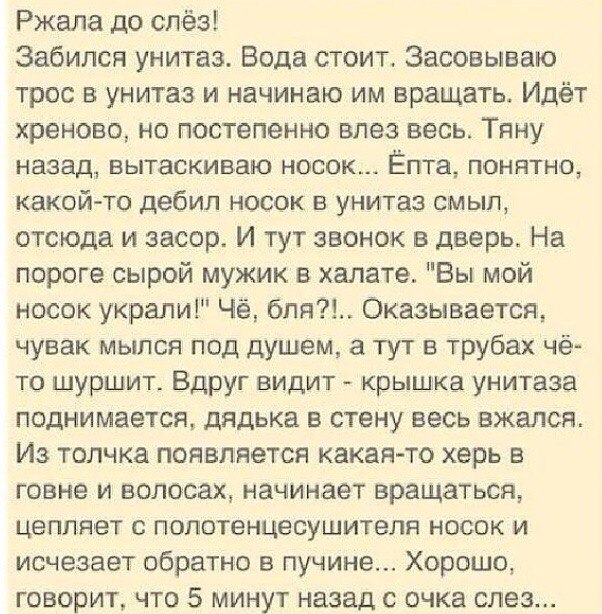 Ржала до слёз!
Забился унитаз. Вода стоит. Засовываю
трос в унитаз и начинаю им вращать. Идёт
хреново, но постепенно влез весь. Тяну
назад, вытаскиваю носок... Ёпта, понятно,
какой-то дебил носок в унитаз смыл,
отсюда и засор. И тут звонок в дверь. На
пороге сырой мужик в халате. "Вы мой
носок украли!" Чё, бля?!.. Оказывается,
чувак мылся под душем, а тут в трубах чё-
то шуршит. Вдруг видит - крышка унитаза
поднимается, дядька в стену весь вжался.
Из толчка появляется какая-то херь в
говне и волосах, начинает вращаться,
цепляет с полотенцесушителя носок и
исчезает обратно в пучине... Хорошо,
говорит, что 5 минут назад с очка слез...